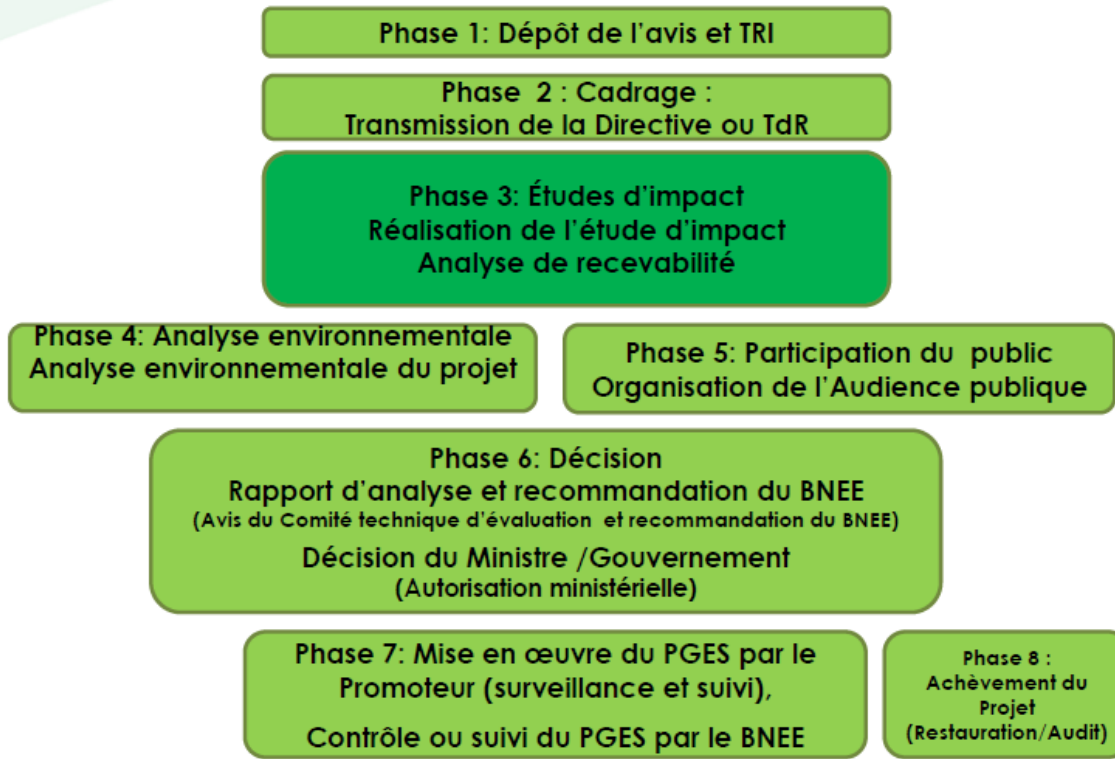 Phase 1: Dépôt de l'avis et TRI
Phase 2 : Cadrage :
Transmission de la Directive ou TdR
Phase 3: Études d'impact
Réalisation de l'étude d'impact
Analyse de recevabilité
Phase 4: Analyse environnementale
Analyse environnementale du projet
Phase 5: Participation du public
Organisation de l'Audience publique
Phase 6: Décision
Rapport d'analyse et recommandation du BNEE
(Avis du Comité technique d'évaluation et recommandation du BNEE)
Décision du Ministre /Gouvernement
(Autorisation ministérielle)
Phase 7: Mise en œuvre du PGES par le
Promoteur (surveillance et suivi),
Contrôle ou suivi du PGES par le BNEE
Phase 8 :
Achèvement du
Projet
(Restauration/Audit)